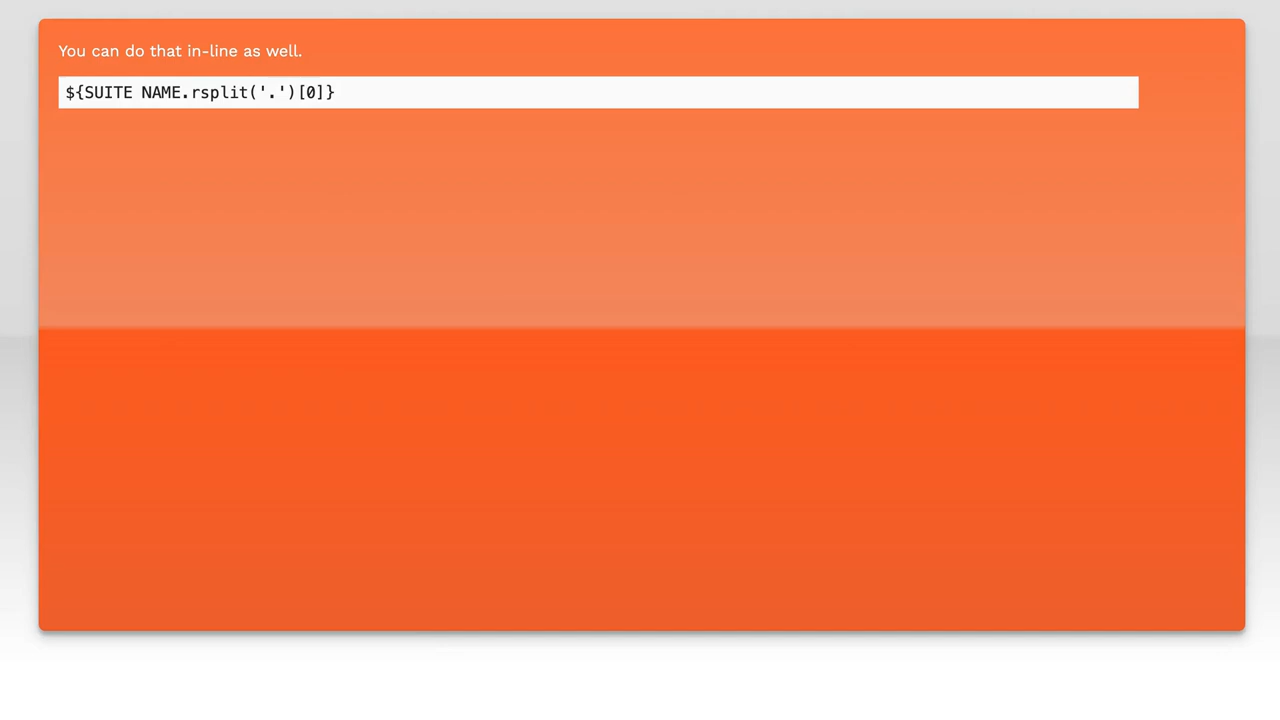 You can do that in-line as well.
${SUITE NAME.rsplit('.')[0]}